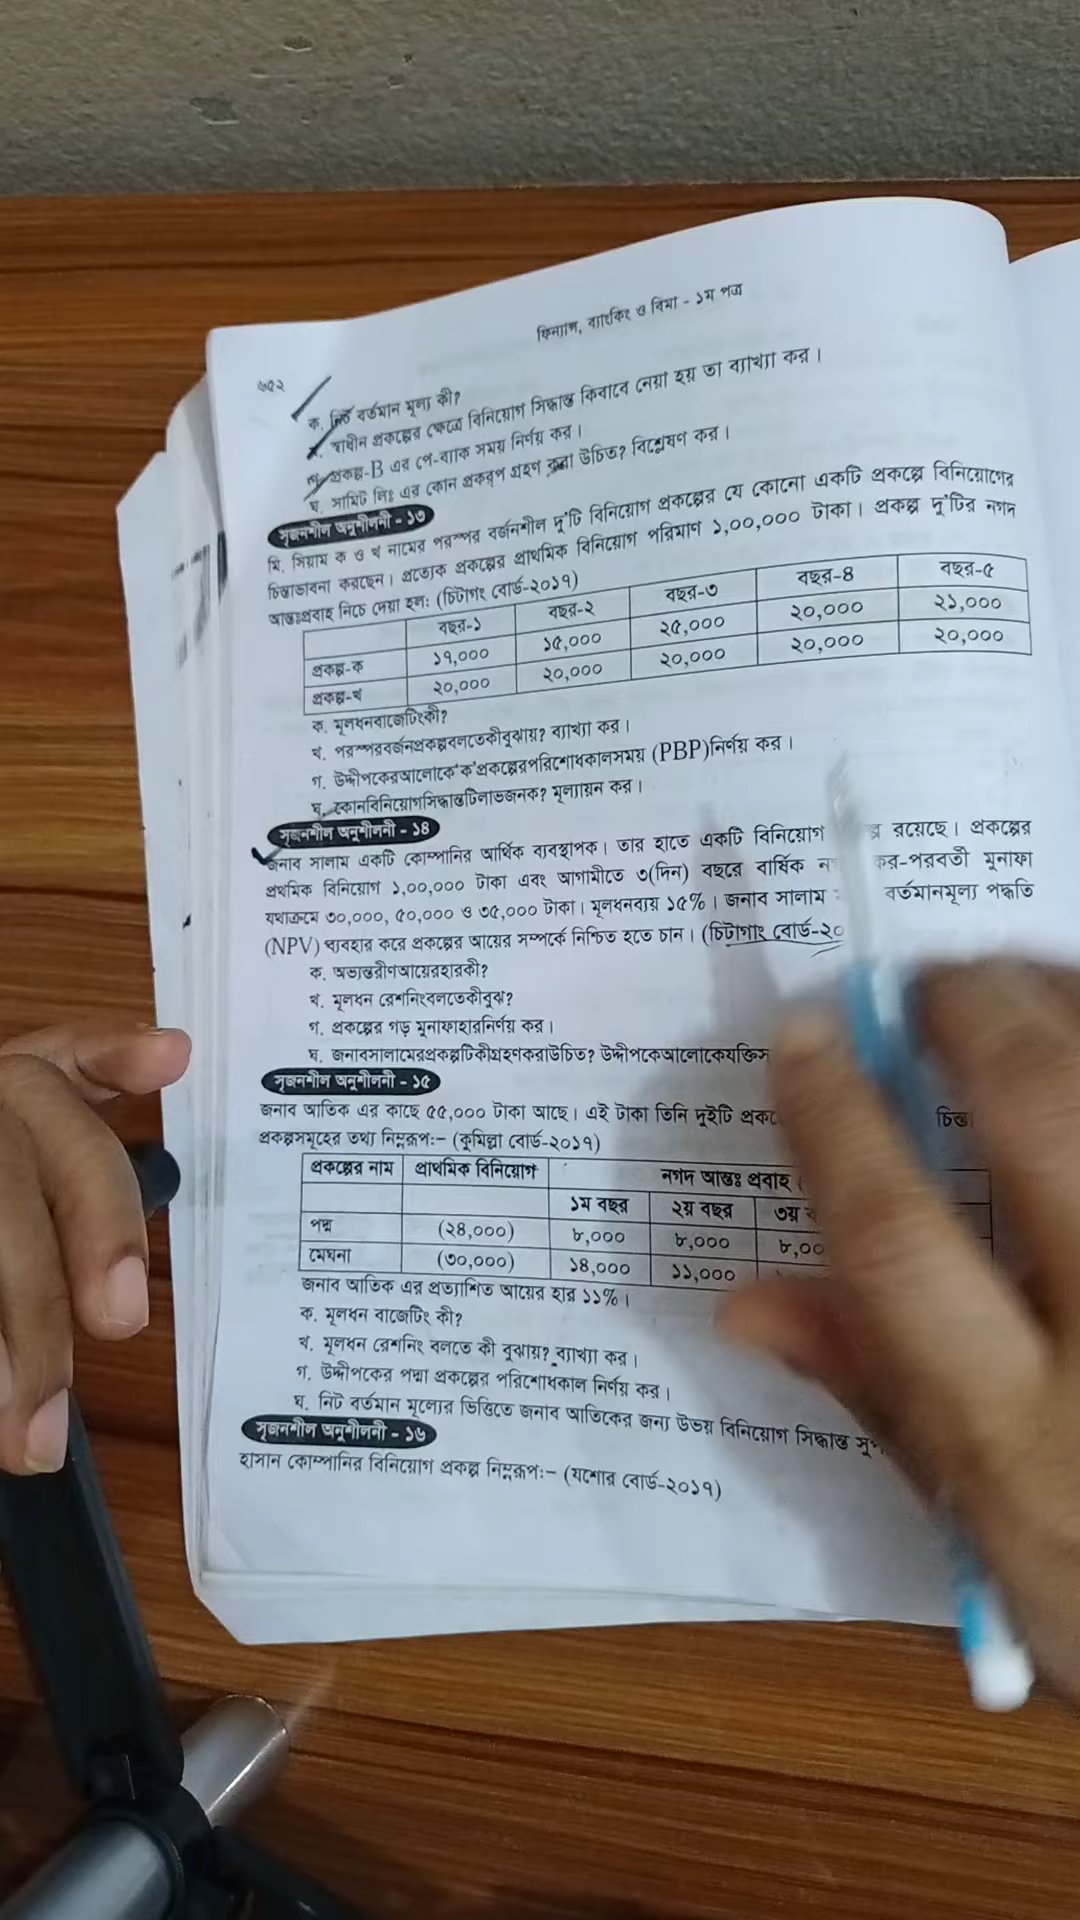 ফিন্যান্স, ব্যাংকিং ও বিমা - ১ম পত্র
৬৫২
ক. নিট বর্তমান মূল্য কী?
খ. স্বাধীন প্রকল্পের ক্ষেত্রে বিনিয়োগ সিদ্ধান্ত কিবাবে নেয়া হয় তা ব্যাখ্যা কর।
গ. প্রকল্প-B এর পে-ব্যাক সময় নির্ণয় কর।
ঘ. সামিট লিঃ এর কোন প্রকল্প গ্রহণ করা উচিত? বিশ্লেষণ কর।
সৃজনশীল অনুশীলনী - ১৩
মি. সিয়াম ক ও খ নামের পরস্পর বর্জনশীল দু'টি বিনিয়োগ প্রকল্পের যে কোনো একটি প্রকল্পে বিনিয়োগের
চিন্তাভাবনা করছেন। প্রত্যেক প্রকল্পের প্রাথমিক বিনিয়োগ পরিমাণ ১,০০,০০০ টাকা। প্রকল্প দু'টির নগদ
আন্তঃপ্রবাহ নিচে দেয়া হল: (চিটাগং বোর্ড-২০১৭)
বছর-১ বছর-২ বছর-৩ বছর-৪ বছর-৫
প্রকল্প-ক ১৭,০০০ ১৫,০০০ ২৫,০০০ ২০,০০০ ২১,০০০
প্রকল্প-খ ২০,০০০ ২০,০০০ ২০,০০০ ২০,০০০ ২০,০০০
ক. মূলধনবাজেটিংকী?
খ. পরস্পরবর্জনপ্রকল্পবলতেকীবুঝায়? ব্যাখ্যা কর।
গ. উদ্দীপকেরআলোকে'ক'প্রকল্পেরপরিশোধকালসময় (PBP)নির্ণয় কর।
ঘ. কোনবিনিয়োগসিদ্ধান্তটিলাভজনক? মূল্যায়ন কর।
সৃজনশীল অনুশীলনী - ১৪
জনাব সালাম একটি কোম্পানির আর্থিক ব্যবস্থাপক। তার হাতে একটি বিনিয়োগ রয়েছে। প্রকল্পের
প্রথমিক বিনিয়োগ ১,০০,০০০ টাকা এবং আগামীতে ৩(দিন) বছরে বার্ষিক কর-পরবর্তী মুনাফা
যথাক্রমে ৩০,০০০, ৫০,০০০ ও ৩৫,০০০ টাকা। মূলধনব্যয় ১৫%। জনাব সালাম বর্তমানমূল্য পদ্ধতি
(NPV) ব্যবহার করে প্রকল্পের আয়ের সম্পর্কে নিশ্চিত হতে চান। (চিটাগাং বোর্ড-২০
ক. অভ্যন্তরীণআয়েরহারকী?
খ. মূলধন রেশনিংবলতেকীবুঝ?
গ. প্রকল্পের গড় মুনাফাহারনির্ণয় কর।
ঘ. জনাবসালামেরপ্রকল্পটিকীগ্রহণকরাউচিত? উদ্দীপকেআলোকেযক্তিস
সৃজনশীল অনুশীলনী - ১৫
জনাব আতিক এর কাছে ৫৫,০০০ টাকা আছে। এই টাকা তিনি দুইটি
প্রকল্পসমূহের তথ্য নিম্নরূপ:- (কুমিল্লা বোর্ড-২০১৭)
প্রকল্পের নাম প্রাথমিক বিনিয়োগ নগদ আন্তঃ প্রবাহ
১ম বছর ২য় বছর ৩য়
পদ্ম (২৪,০০০) ৮,০০০ ৮,০০০
মেঘনা (৩০,০০০) ১৪,০০০ ১১,০০০
জনাব আতিক এর প্রত্যাশিত আয়ের হার ১১%।
ক. মূলধন বাজেটিং কী?
খ. মূলধন রেশনিং বলতে কী বুঝায়? ব্যাখ্যা কর।
গ. উদ্দীপকের পদ্মা প্রকল্পের পরিশোধকাল নির্ণয় কর।
ঘ. নিট বর্তমান মূল্যের ভিত্তিতে জনাব আতিকের জন্য উভয় বিনিয়োগ সিদ্ধান্ত
সৃজনশীল অনুশীলনী - ১৬
হাসান কোম্পানির বিনিয়োগ প্রকল্প নিম্নরূপ:- (যশোর বোর্ড-২০১৭)